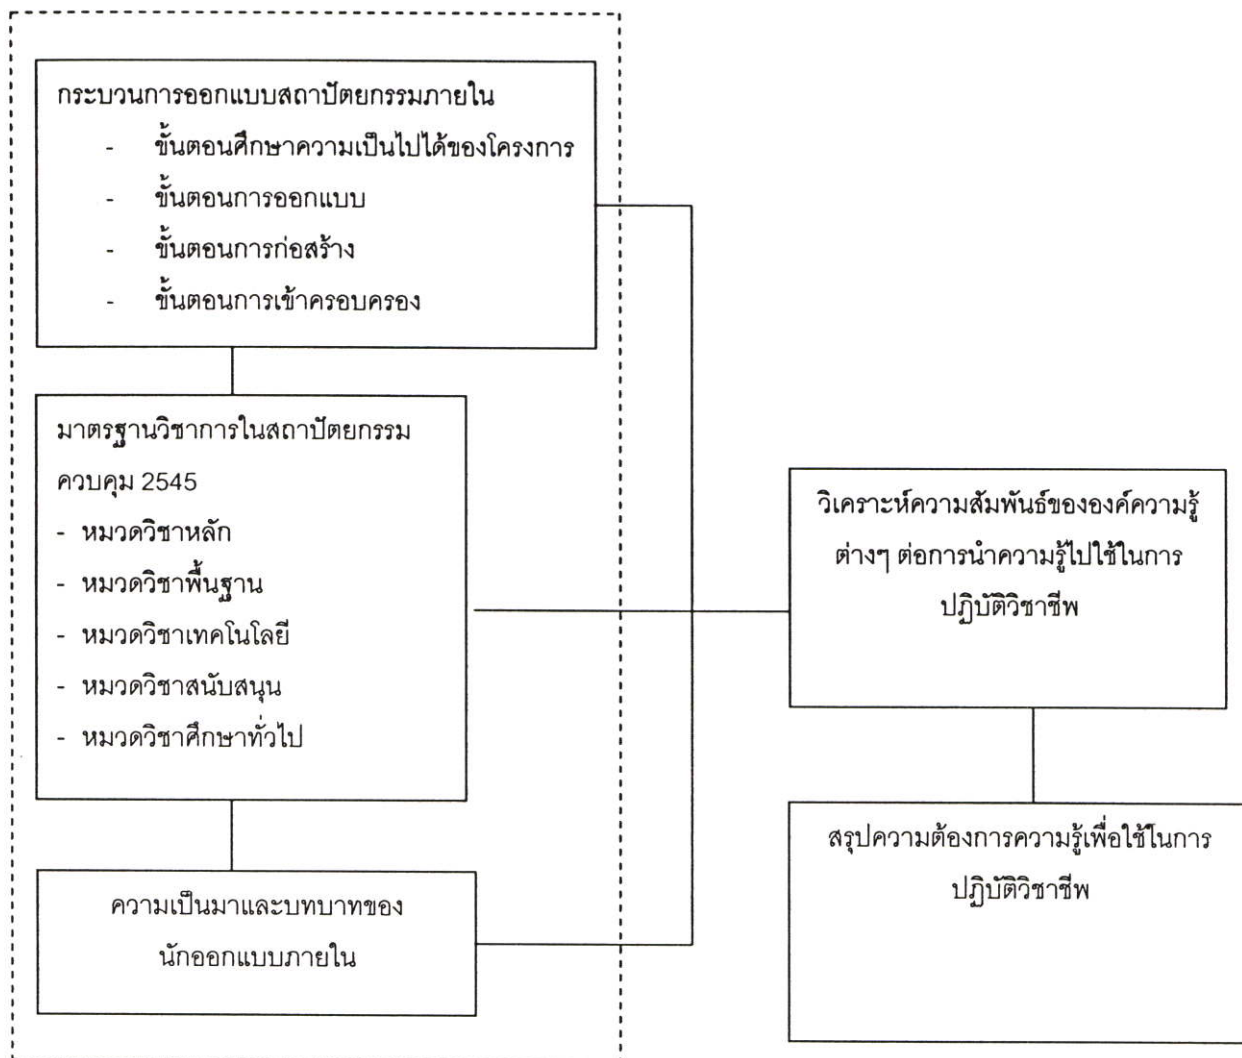 กระบวนการออกแบบสถาปัตยกรรมภายใน
- ขั้นตอนศึกษาความเป็นไปได้ของโครงการ
- ขั้นตอนการออกแบบ
- ขั้นตอนการก่อสร้าง
- ขั้นตอนการเข้าครอบครอง
มาตรฐานวิชาการในสถาปัตยกรรม
ควบคุม 2545
- หมวดวิชาหลัก
- หมวดวิชาพื้นฐาน
- หมวดวิชาเทคโนโลยี
- หมวดวิชาสนับสนุน
- หมวดวิชาศึกษาทั่วไป
ความเป็นมาและบทบาทของ
นักออกแบบภายใน
วิเคราะห์ความสัมพันธ์ขององค์ความรู้
ต่างๆ ต่อการนำความรู้ไปใช้ในการ
ปฏิบัติวิชาชีพ
สรุปความต้องการความรู้เพื่อใช้ในการ
ปฏิบัติวิชาชีพ